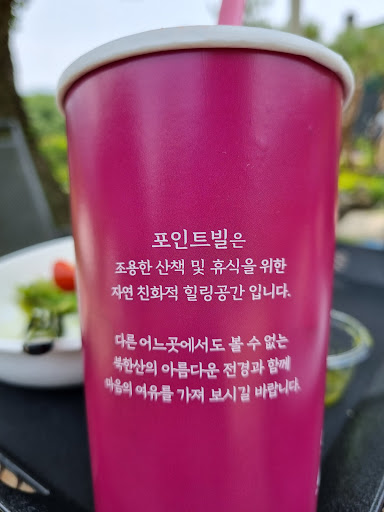 포인트빌은
조용한 산책 및 휴식을 위한
자연 친화적 힐링공간 입니다.
다른 어느곳에서도 볼 수 없는
북한산의 아름다운 전경과 함께
마음의 여유를 가져 보시길 바랍니다.